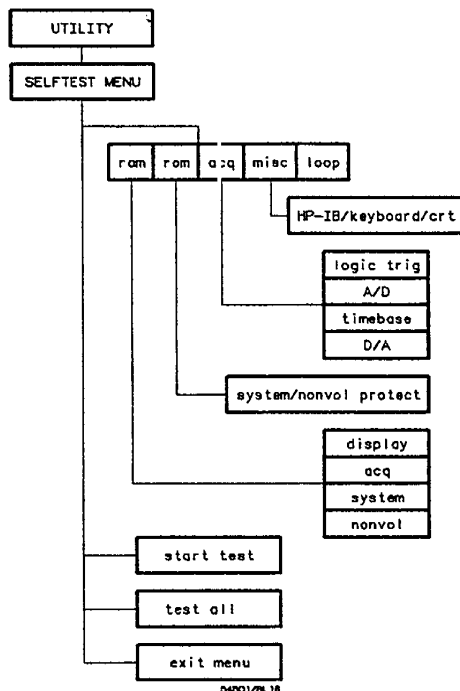 UTILITY
SELFTEST MENU
ram rom acq misc loop
HP-IB/keyboard/crt
logic trig
A/D
timebase
D/A
system/nonvol protect
display
acq
system
nonvol
start test
test all
exit menu